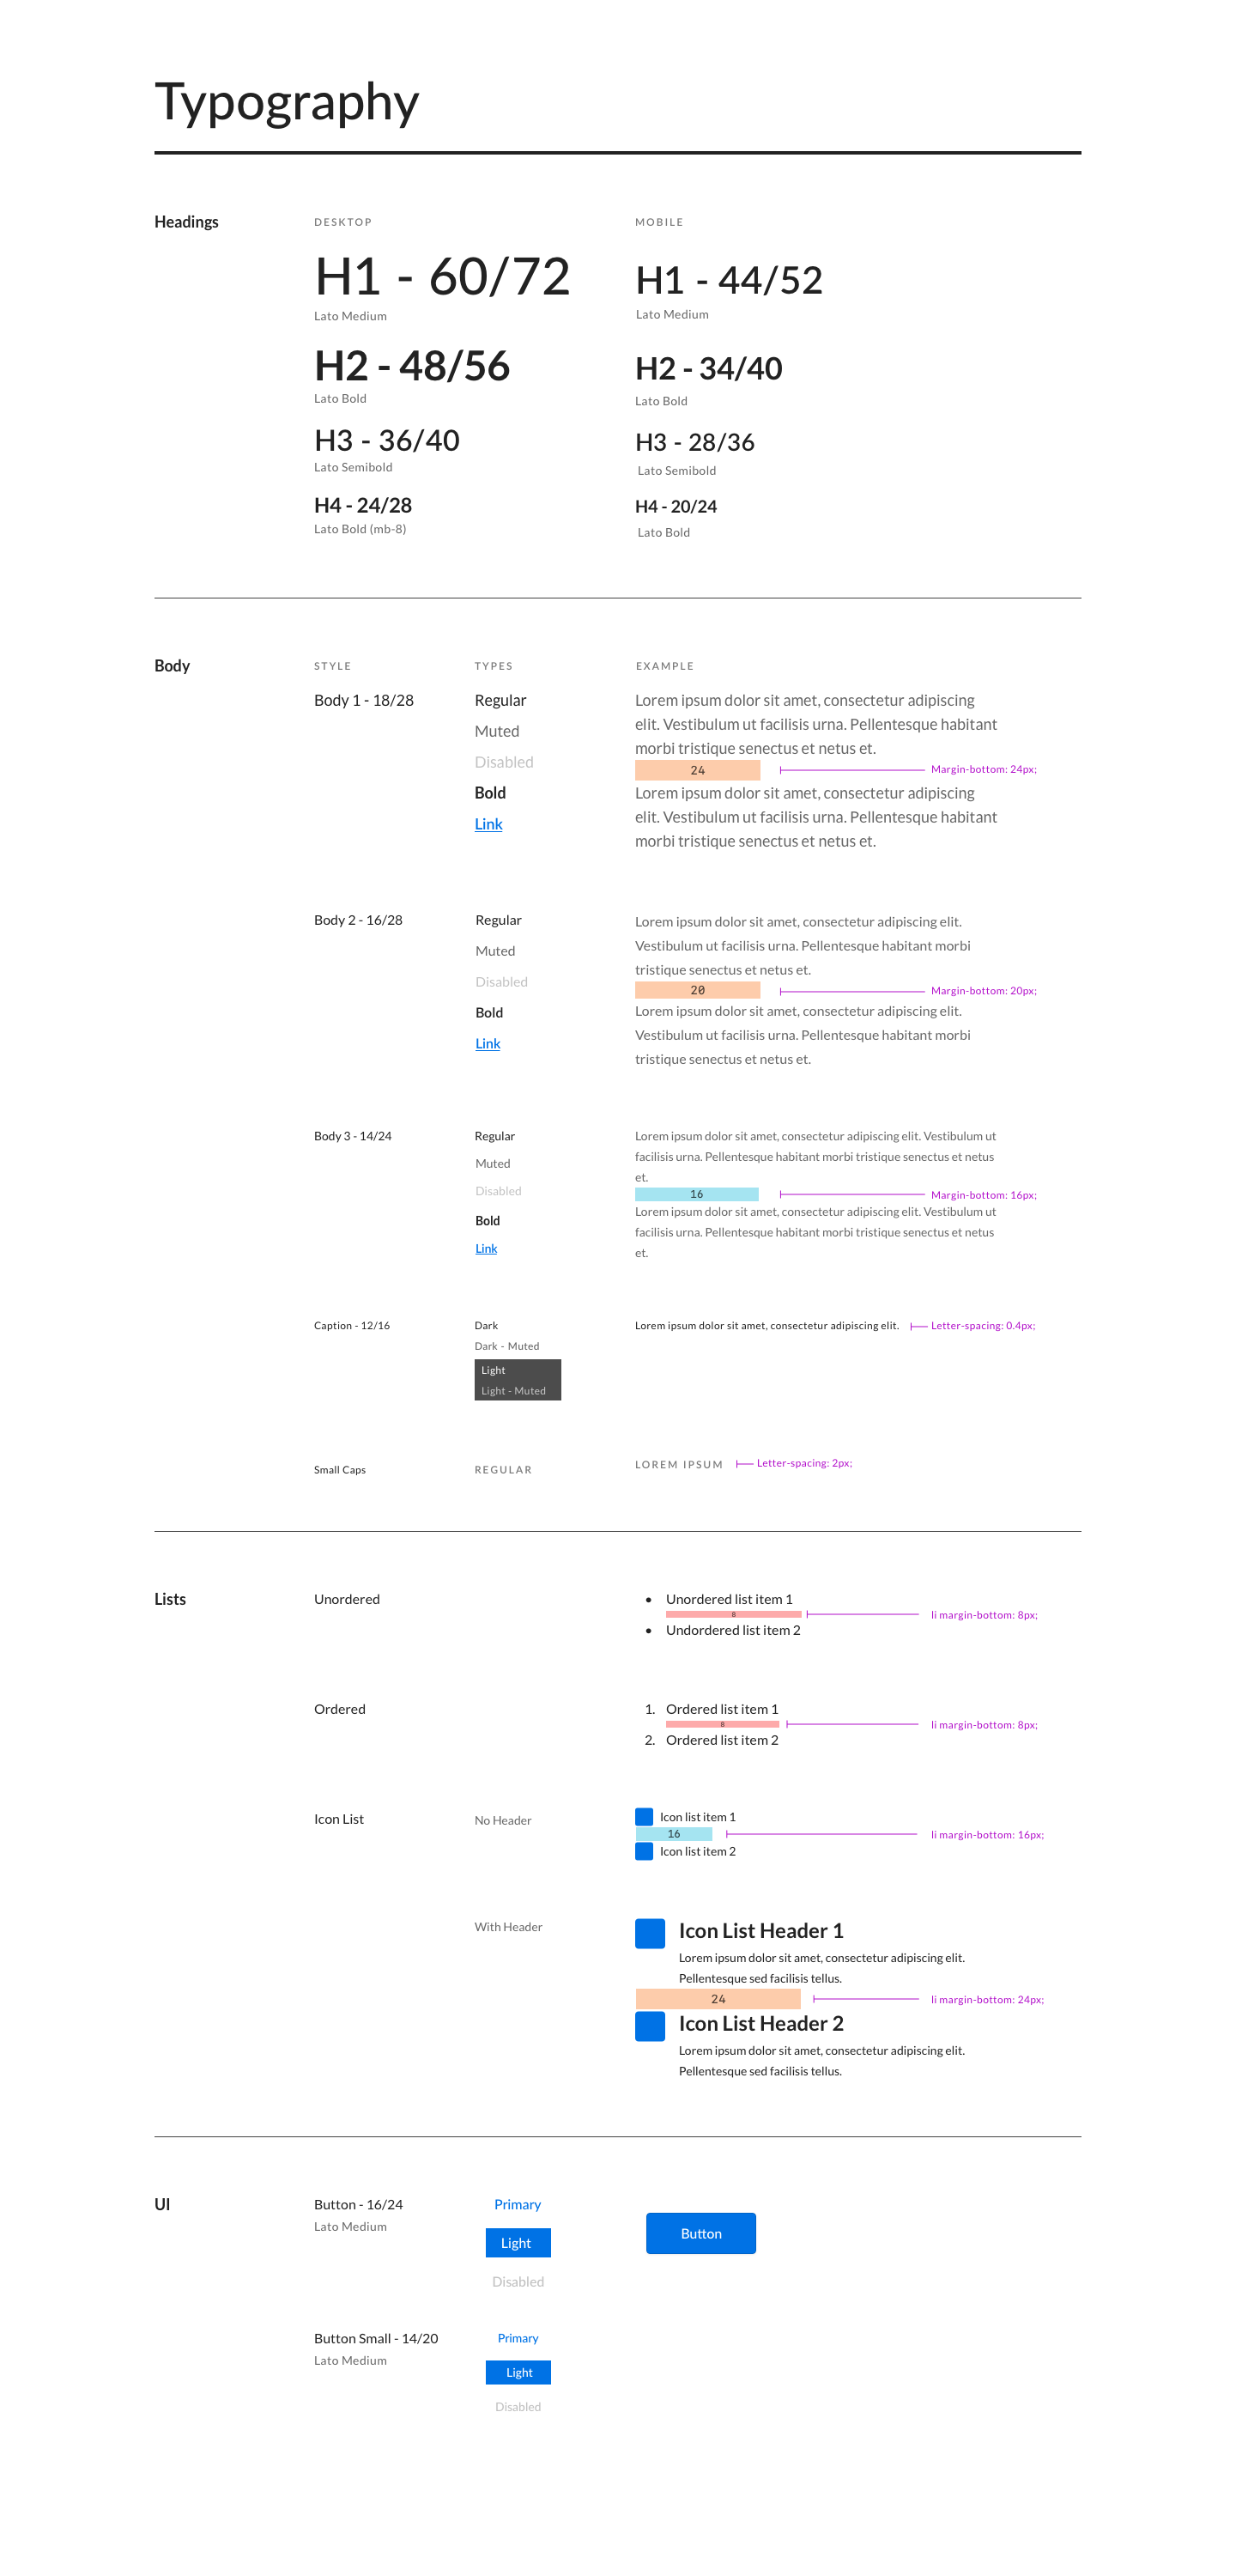 Typography
Headings
DESKTOP
MOBILE
H1 - 60/72
Lato Medium
H1 - 44/52
Lato Medium
H2 - 48/56
Lato Bold
H2 - 34/40
Lato Bold
H3 - 36/40
Lato Semibold
H3 - 28/36
Lato Semibold
H4 - 24/28
Lato Bold (mb-8)
H4 - 20/24
Lato Bold
Body
STYLE
TYPES
EXAMPLE
Body 1 - 18/28
Regular
Muted
Disabled
Bold
Link
Lorem ipsum dolor sit amet, consectetur adipiscing
elit. Vestibulum ut facilisis urna. Pellentesque habitant
morbi tristique senectus et netus et.
24
Margin-bottom: 24px;
Lorem ipsum dolor sit amet, consectetur adipiscing
elit. Vestibulum ut facilisis urna. Pellentesque habitant
morbi tristique senectus et netus et.
Body 2 - 16/28
Regular
Muted
Disabled
Bold
Link
Lorem ipsum dolor sit amet, consectetur adipiscing elit.
Vestibulum ut facilisis urna. Pellentesque habitant morbi
tristique senectus et netus et.
20
Margin-bottom: 20px;
Lorem ipsum dolor sit amet, consectetur adipiscing elit.
Vestibulum ut facilisis urna. Pellentesque habitant morbi
tristique senectus et netus et.
Body 3 - 14/24
Regular
Muted
Disabled
Bold
Link
Lorem ipsum dolor sit amet, consectetur adipiscing elit. Vestibulum ut
facilisis urna. Pellentesque habitant morbi tristique senectus et netus
et.
16
Margin-bottom: 16px;
Lorem ipsum dolor sit amet, consectetur adipiscing elit. Vestibulum ut
facilisis urna. Pellentesque habitant morbi tristique senectus et netus
et.
Caption - 12/16
Dark
Dark - Muted
Light
Light - Muted
Lorem ipsum dolor sit amet, consectetur adipiscing elit.
Letter-spacing: 0.4px;
Small Caps
REGULAR
LOREM IPSUM
Letter-spacing: 2px;
Lists
Unordered
• Unordered list item 1
8
li margin-bottom: 8px;
• Undordered list item 2
Ordered
1. Ordered list item 1
8
li margin-bottom: 8px;
2. Ordered list item 2
Icon List
No Header
Icon list item 1
16
li margin-bottom: 16px;
Icon list item 2
With Header
Icon List Header 1
Lorem ipsum dolor sit amet, consectetur adipiscing elit.
Pellentesque sed facilisis tellus.
24
li margin-bottom: 24px;
Icon List Header 2
Lorem ipsum dolor sit amet, consectetur adipiscing elit.
Pellentesque sed facilisis tellus.
UI
Button - 16/24
Lato Medium
Primary
Light
Disabled
Button
Button Small - 14/20
Lato Medium
Primary
Light
Disabled